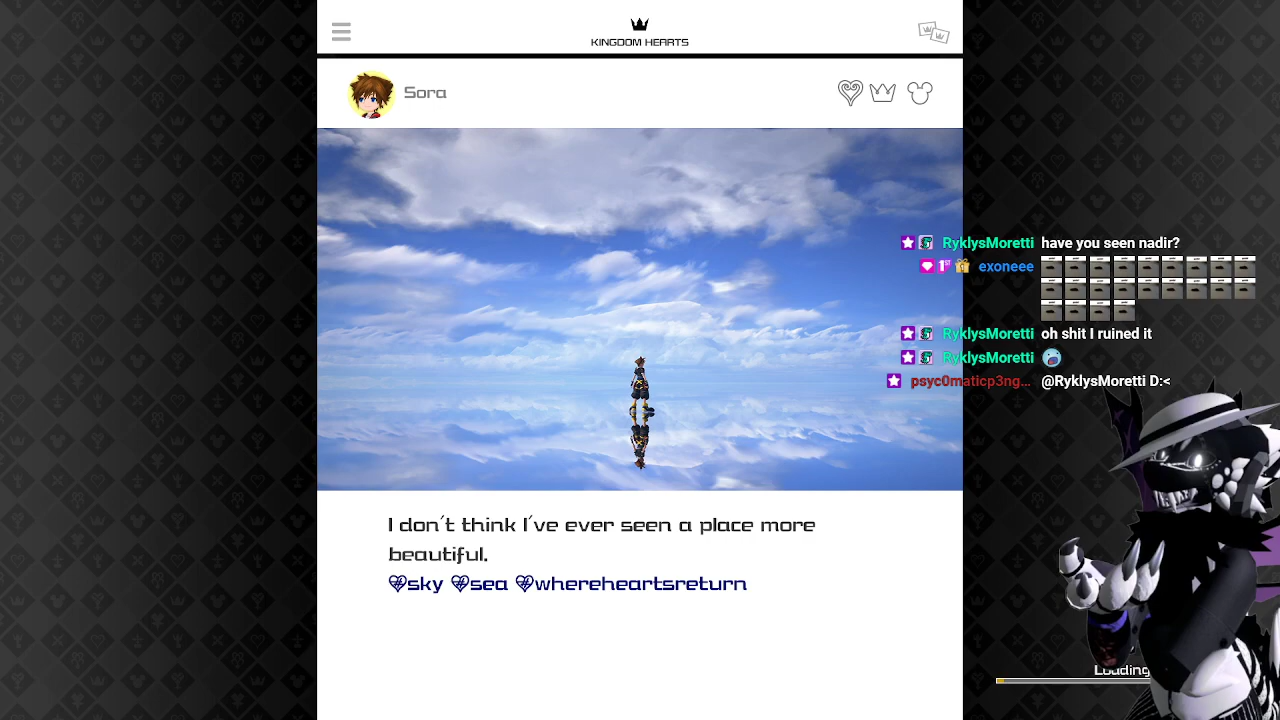 KINGDOM HEARTS
Sora
RyklysMoretti have you seen nadir?
exoneee
RyklysMoretti oh shit I ruined it
RyklysMoretti
psyc0maticp3ng... @RyklysMoretti D:<
I don't think I've ever seen a place more
beautiful.
sky sea whereheartsreturn
Loading